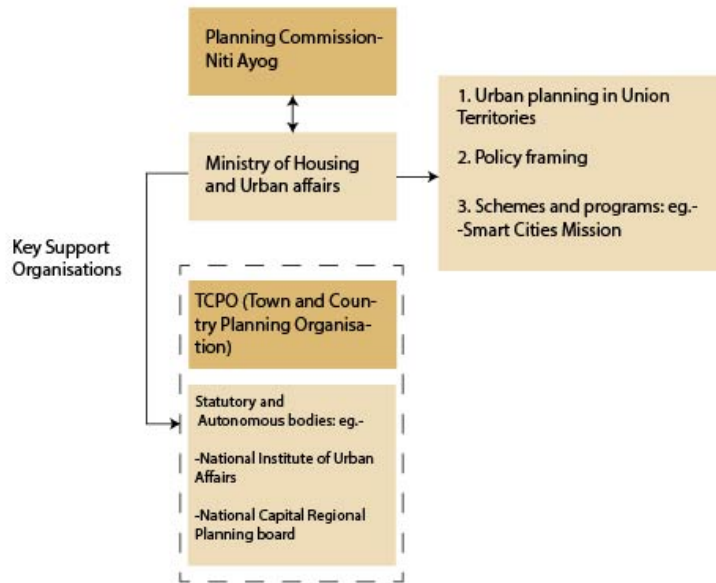 Planning Commission-
Niti Ayog
Ministry of Housing
and Urban affairs
1. Urban planning in Union
Territories
2. Policy framing
3. Schemes and programs: eg.-
-Smart Cities Mission
Key Support
Organisations
TCPO (Town and Coun-
try Planning Organisa-
tion)
Statutory and
Autonomous bodies: eg.-
-National Institute of Urban
Affairs
-National Capital Regional
Planning board